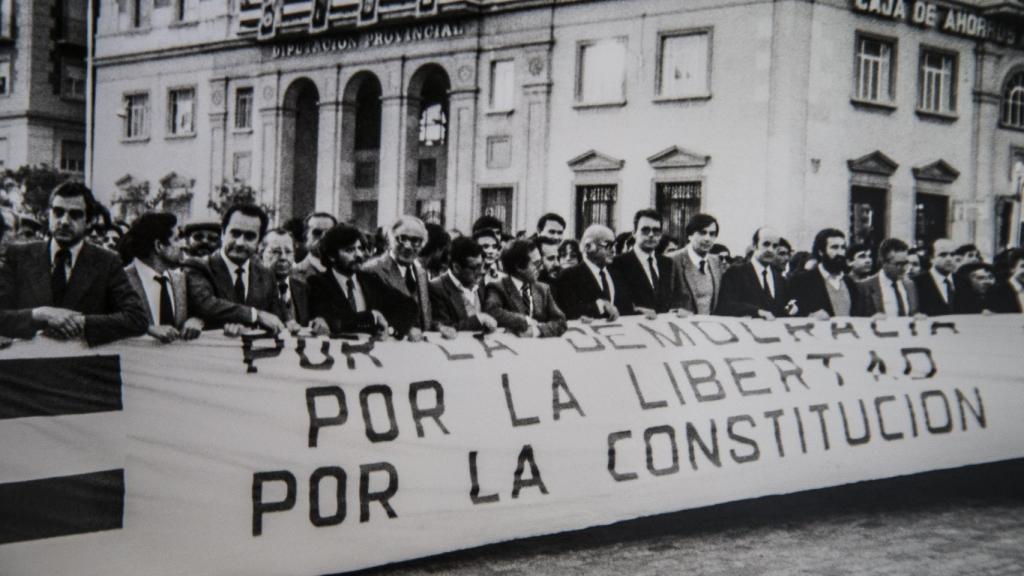 DIPUTACION PROVINCIAL
CAJA DE AHORROS
POR LA DEMOCRACIA
POR LA LIBERTAD
POR LA CONSTITUCION